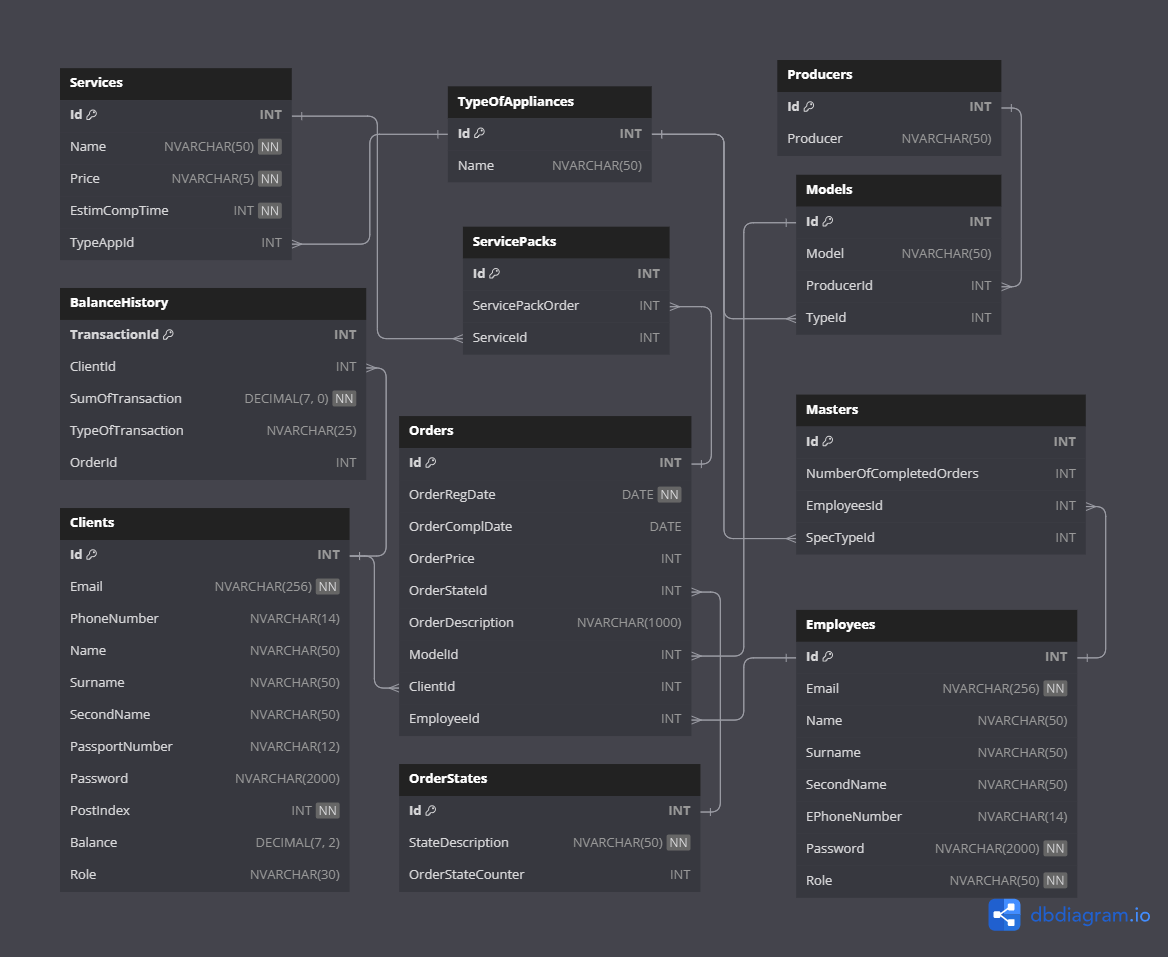 Services
Id INT
Name NVARCHAR(50) NN
Price NVARCHAR(5) NN
EstimCompTime INT NN
TypeAppId INT
BalanceHistory
TransactionId INT
ClientId INT
SumOfTransaction DECIMAL(7, 0) NN
TypeOfTransaction NVARCHAR(25)
OrderId INT
Clients
Id INT
Email NVARCHAR(256) NN
PhoneNumber NVARCHAR(14)
Name NVARCHAR(50)
Surname NVARCHAR(50)
SecondName NVARCHAR(50)
PassportNumber NVARCHAR(12)
Password NVARCHAR(2000)
PostIndex INT NN
Balance DECIMAL(7, 2)
Role NVARCHAR(30)
TypeOfAppliances
Id INT
Name NVARCHAR(50)
ServicePacks
Id INT
ServicePackOrder INT
ServiceId INT
Orders
Id INT
OrderRegDate DATE NN
OrderComplDate DATE
OrderPrice INT
OrderStateId INT
OrderDescription NVARCHAR(1000)
ModelId INT
ClientId INT
EmployeeId INT
OrderStates
Id INT
StateDescription NVARCHAR(50) NN
OrderStateCounter INT
Producers
Id INT
Producer NVARCHAR(50)
Models
Id INT
Model NVARCHAR(50)
ProducerId INT
TypeId INT
Masters
Id INT
NumberOfCompletedOrders INT
EmployeesId INT
SpecTypeId INT
Employees
Id INT
Email NVARCHAR(256) NN
Name NVARCHAR(50)
Surname NVARCHAR(50)
SecondName NVARCHAR(50)
EPhoneNumber NVARCHAR(14)
Password NVARCHAR(2000) NN
Role NVARCHAR(50) NN
dbdiagram.io